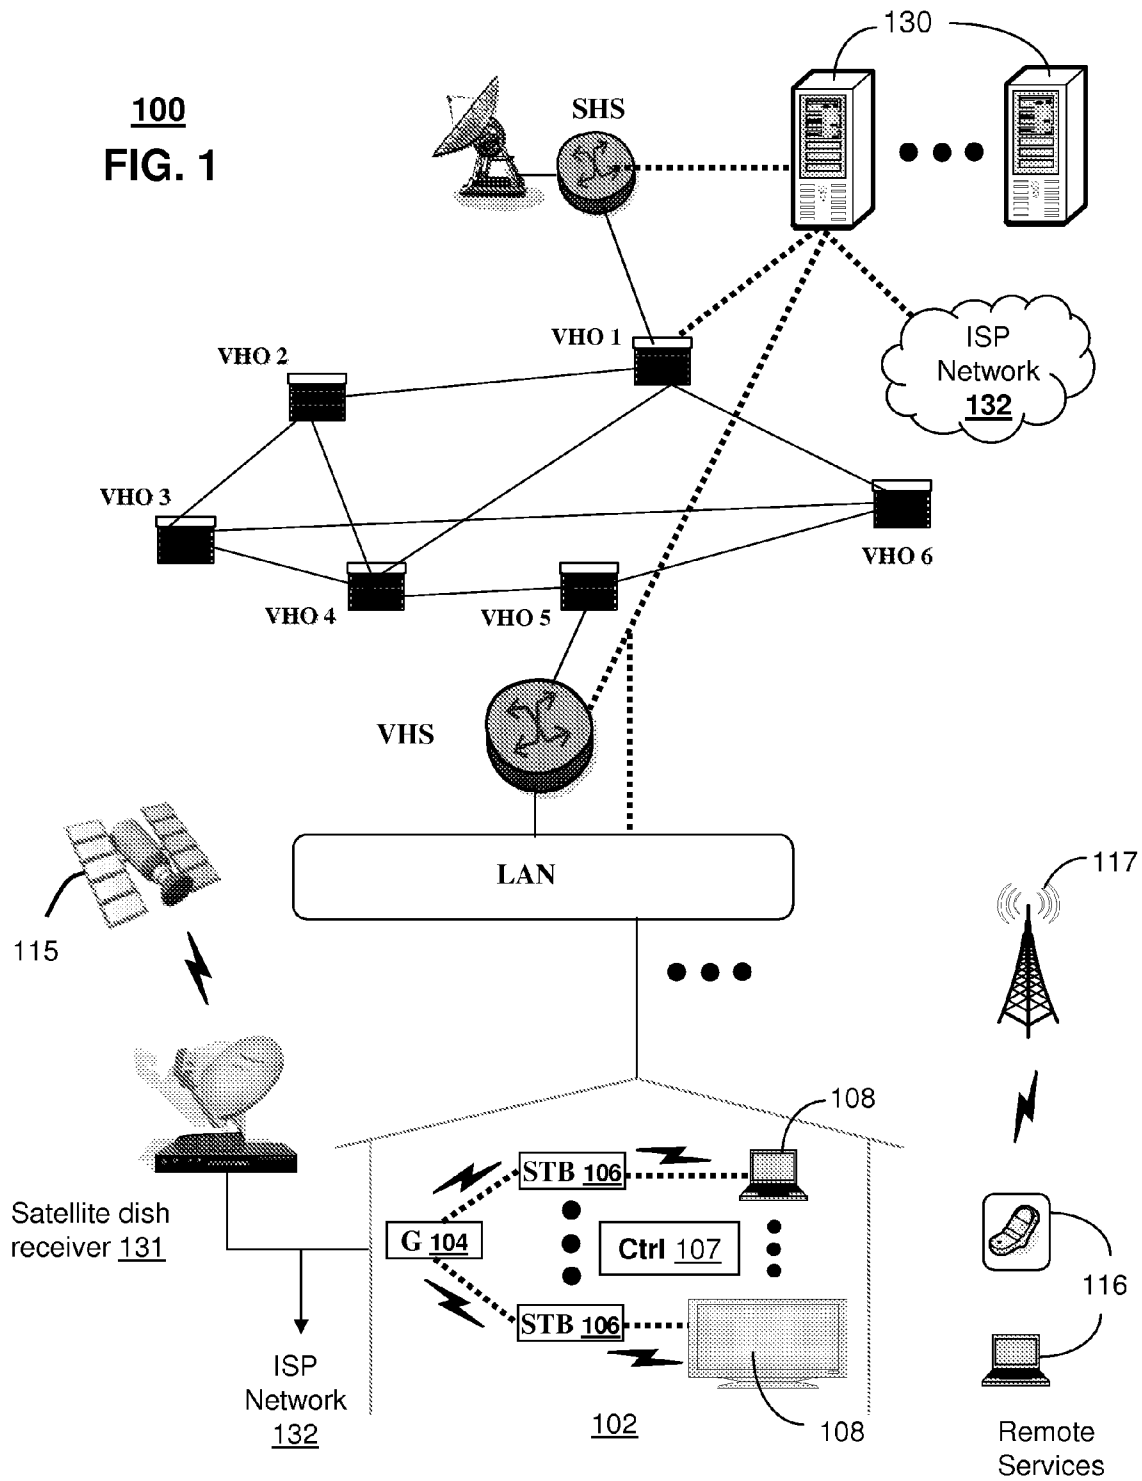 130
100
FIG. 1
SHS
ISP
Network
132
VHO 1
VHO 2
VHO 3
VHO 6
VHO 4
VHO 5
VHS
LAN
117
115
108
STB 106
G 104
Ctrl 107
Satellite dish
receiver 131
116
STB 106
ISP
Network
132
102
108
Remote
Services